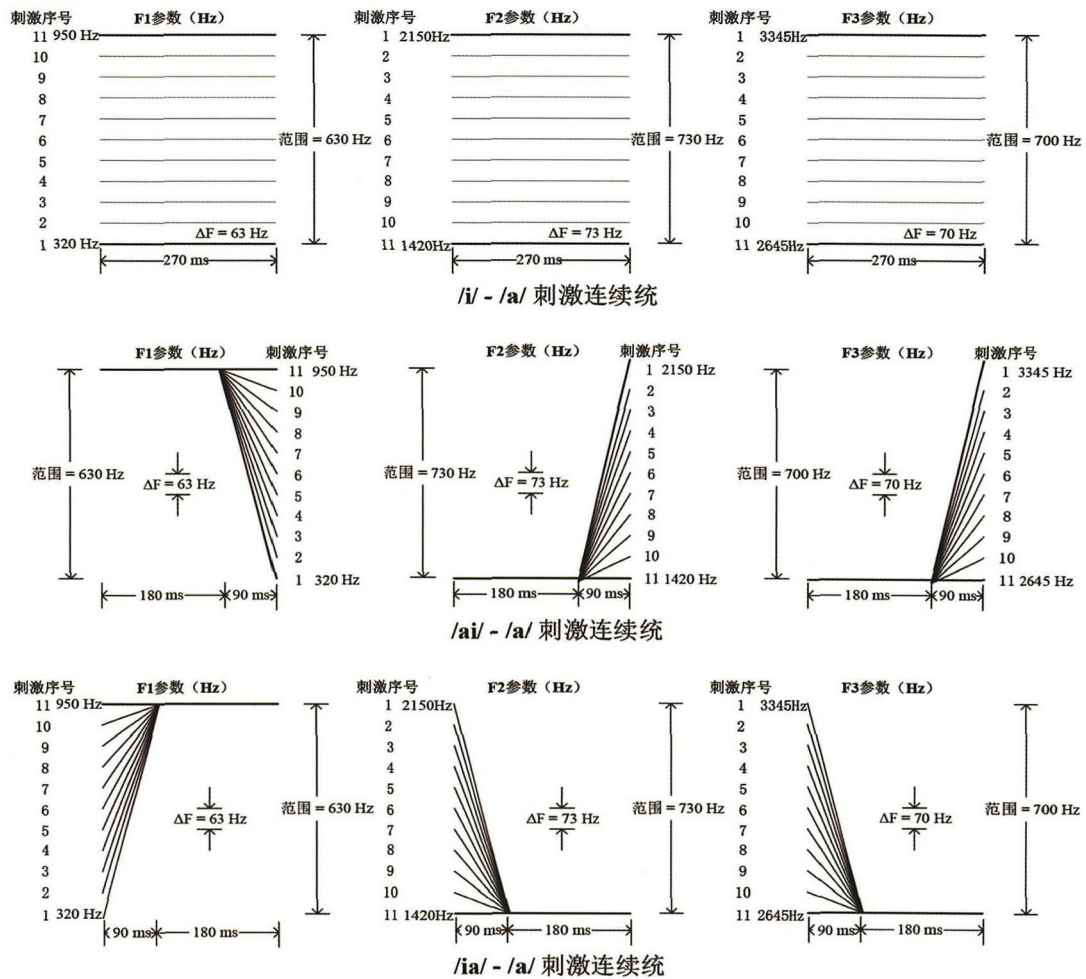 刺激序号 F1参数（Hz） 刺激序号 F2参数（Hz） 刺激序号 F3参数（Hz）
11 950 Hz 1 2150Hz 1 3345Hz
10 2 2
9 3 3
8 4 4
7 5 5
6 范围 = 630 Hz 6 范围 = 730 Hz 6 范围 = 700 Hz
5 7 7
4 8 8
3 9 9
2 10 10
ΔF = 63 Hz ΔF = 73 Hz ΔF = 70 Hz
1 320 Hz 11 1420Hz 11 2645Hz
270 ms 270 ms 270 ms
/i/ - /a/ 刺激连续统
F1参数（Hz） 刺激序号 F2参数（Hz） 刺激序号 F3参数（Hz） 刺激序号
11 950 Hz 1 2150 Hz 1 3345 Hz
10 2 2
9 3 3
8 4 4
7 5 5
范围 = 630 Hz ΔF = 63 Hz 6 范围 = 730 Hz ΔF = 73 Hz 6 范围 = 700 Hz ΔF = 70 Hz 6
5 7 7
4 8 8
3 9 9
2 10 10
1 320 Hz 11 1420 Hz 11 2645 Hz
180 ms 90 ms 180 ms 90 ms 180 ms 90 ms
/ai/ - /a/ 刺激连续统
刺激序号 F1参数（Hz） 刺激序号 F2参数（Hz） 刺激序号 F3参数（Hz）
11 950 Hz 1 2150Hz 1 3345Hz
10 2 2
9 3 3
8 4 4
7 5 5
6 ΔF = 63 Hz 范围 = 630 Hz 6 ΔF = 73 Hz 范围 = 730 Hz 6 ΔF = 70 Hz 范围 = 700 Hz
5 7 7
4 8 8
3 9 9
2 10 10
1 320 Hz 11 1420Hz 11 2645Hz
90 ms 180 ms 90 ms 180 ms 90 ms 180 ms
/ia/ - /a/ 刺激连续统